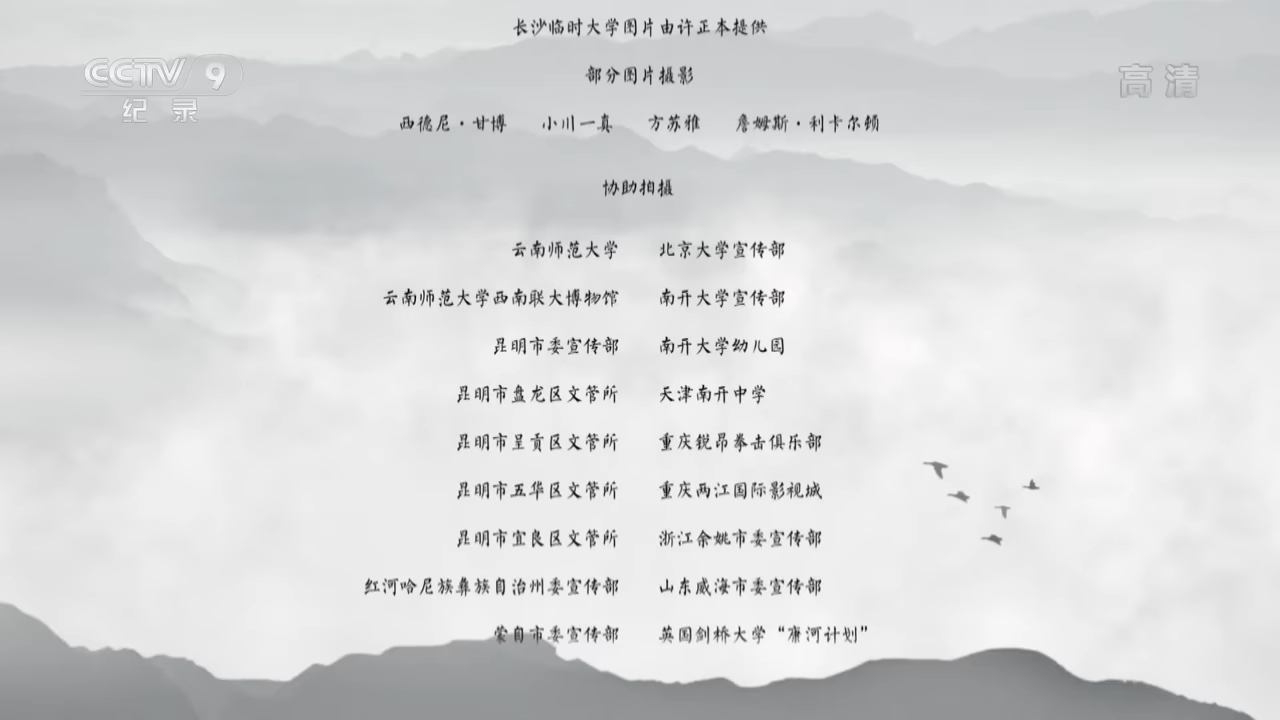 长沙临时大学图片由许正本提供
CCTV 9
高清
部分图片摄影
纪录
西德尼·甘博 小川一真 方苏雅 詹姆斯·利卡尔顿
协助拍摄
云南师范大学 北京大学宣传部
云南师范大学西南联大博物馆 南开大学宣传部
昆明市委宣传部 南开大学幼儿园
昆明市盘龙区文管所 天津南开中学
昆明市呈贡区文管所 重庆锐昂拳击俱乐部
昆明市五华区文管所 重庆两江国际影视城
昆明市宜良区文管所 浙江余姚市委宣传部
红河哈尼族彝族自治州委宣传部 山东威海市委宣传部
蒙自市委宣传部 英国剑桥大学“康河计划”